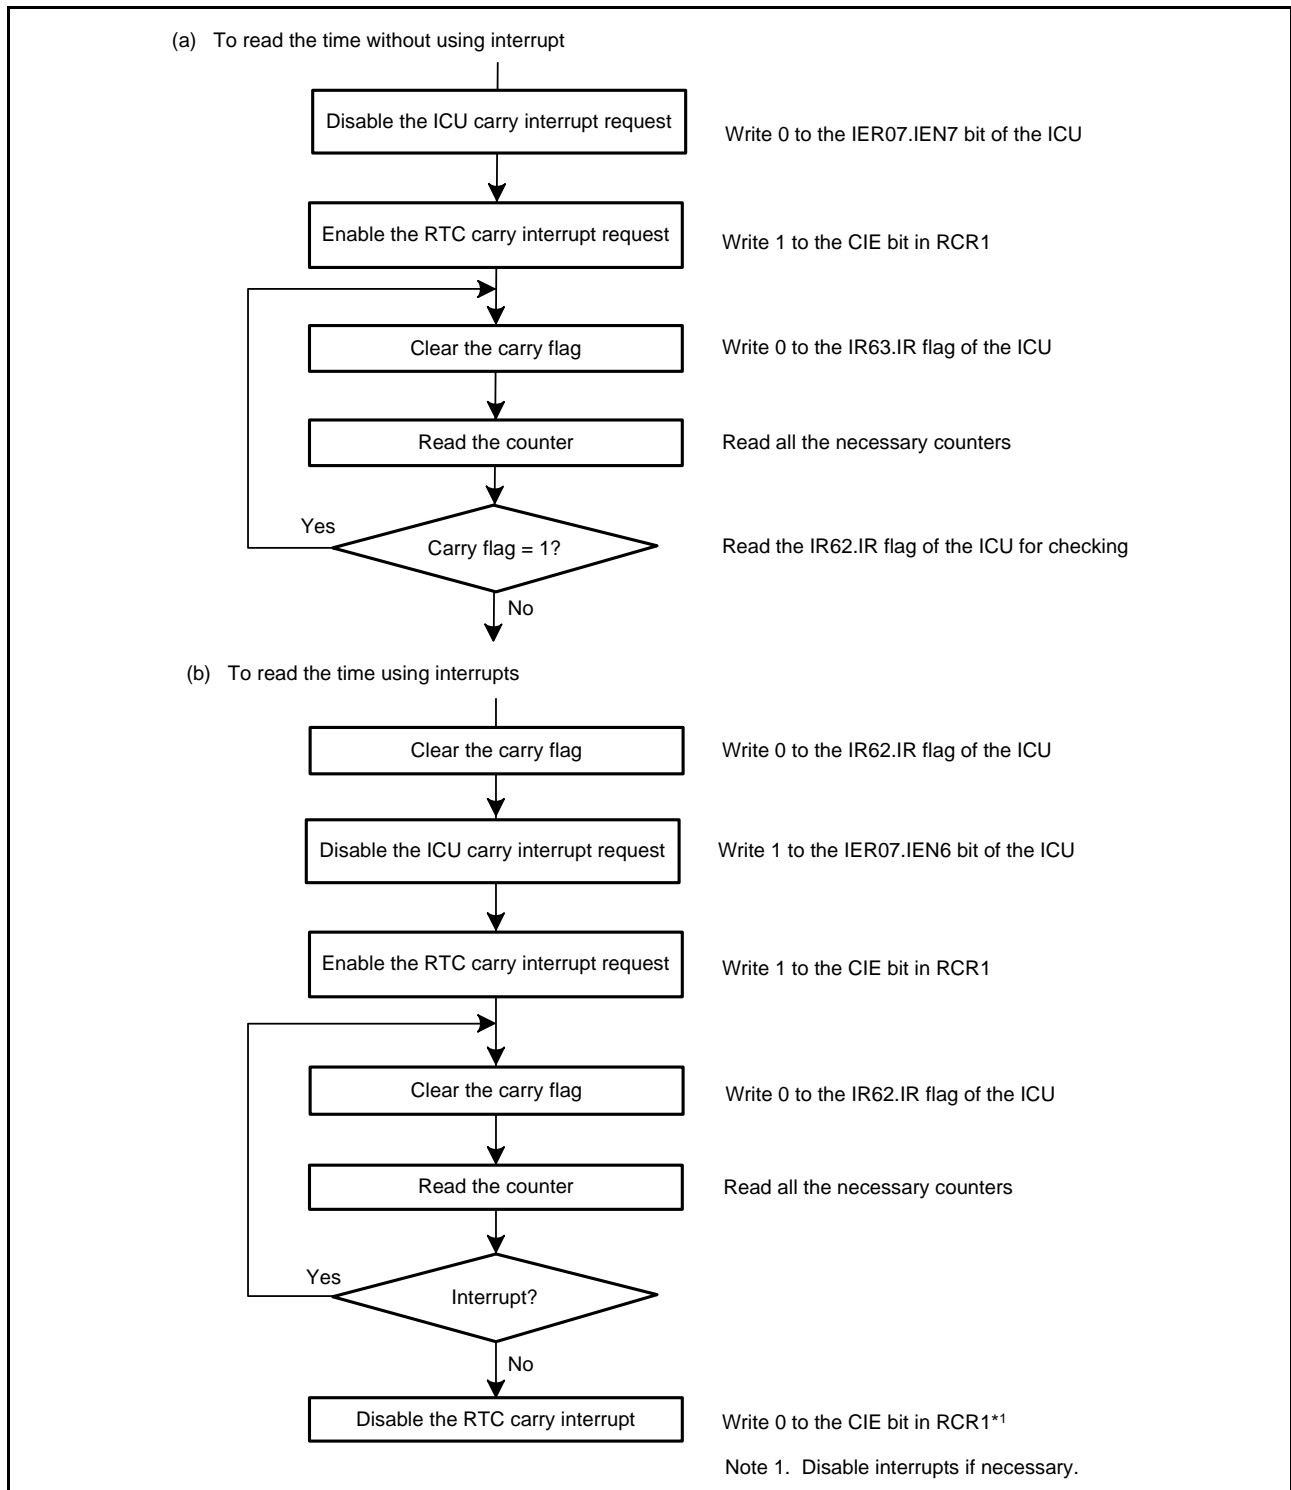 (a) To read the time without using interrupt
Disable the ICU carry interrupt request
Write 0 to the IER07.IEN7 bit of the ICU
Enable the RTC carry interrupt request
Write 1 to the CIE bit in RCR1
Clear the carry flag
Write 0 to the IR63.IR flag of the ICU
Read the counter
Read all the necessary counters
Yes
Carry flag = 1?
Read the IR62.IR flag of the ICU for checking
No
(b) To read the time using interrupts
Clear the carry flag
Write 0 to the IR62.IR flag of the ICU
Disable the ICU carry interrupt request
Write 1 to the IER07.IEN6 bit of the ICU
Enable the RTC carry interrupt request
Write 1 to the CIE bit in RCR1
Clear the carry flag
Write 0 to the IR62.IR flag of the ICU
Read the counter
Read all the necessary counters
Yes
Interrupt?
No
Disable the RTC carry interrupt
Write 0 to the CIE bit in RCR1*1
Note 1. Disable interrupts if necessary.